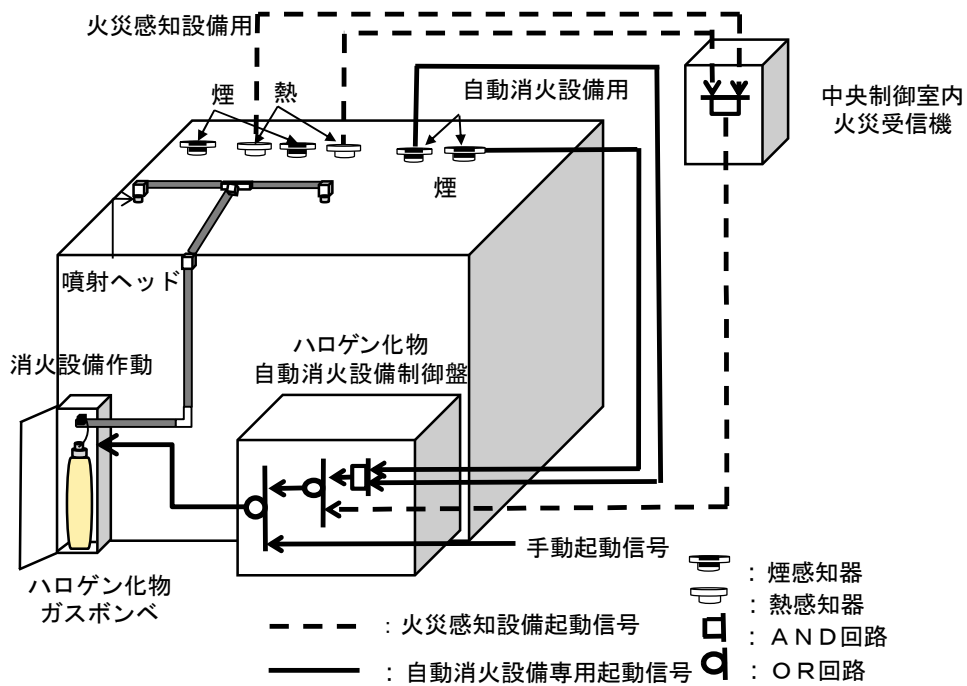 火災感知設備用
煙 熱
自動消火設備用
中央制御室内
火災受信機
煙
噴射ヘッド
消火設備作動
ハロゲン化物
自動消火設備制御盤
手動起動信号
ハロゲン化物
ガスボンベ
：煙感知器
：熱感知器
：ＡＮＤ回路
：ＯＲ回路
：火災感知設備起動信号
：自動消火設備専用起動信号